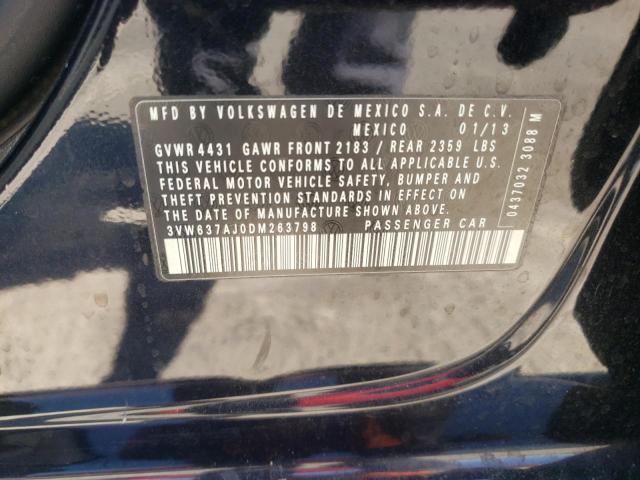 MFD BY VOLKSWAGEN DE MEXICO S.A. DE C.V.
MEXICO 01/13
GVWR 4431 GAWR FRONT 2183 / REAR 2359 LBS
THIS VEHICLE CONFORMS TO ALL APPLICABLE U.S.
FEDERAL MOTOR VEHICLE SAFETY, BUMPER AND
THEFT PREVENTION STANDARDS IN EFFECT ON
THE DATE OF MANUFACTURE SHOWN ABOVE.
3VW637AJ0DM263798 PASSENGER CAR
0437032 3088 M